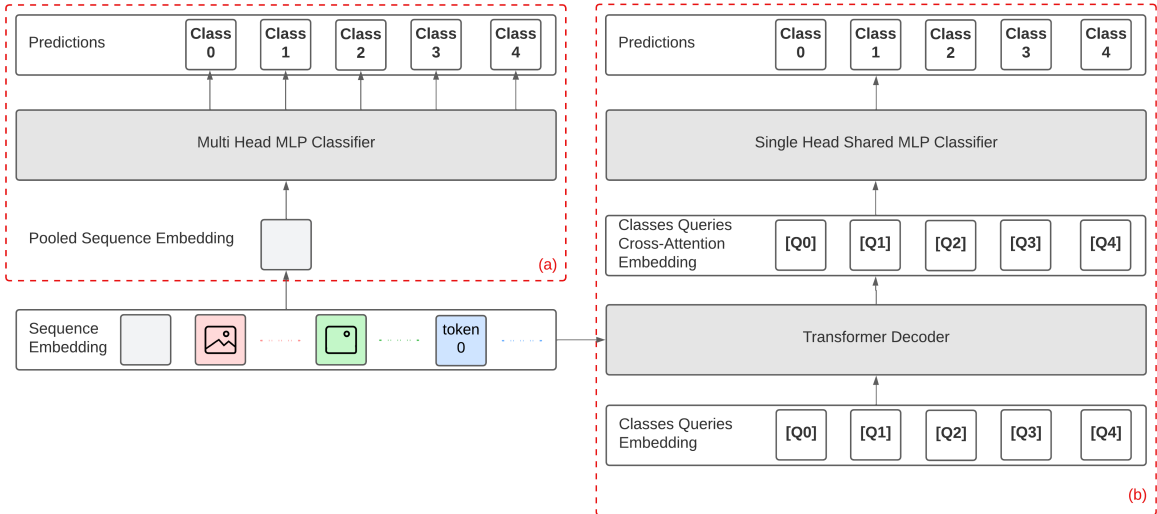 Predictions
Class
0
Class
1
Class
2
Class
3
Class
4
Multi Head MLP Classifier
Pooled Sequence Embedding
(a)
Sequence
Embedding
token
0
Predictions
Class
0
Class
1
Class
2
Class
3
Class
4
Single Head Shared MLP Classifier
Classes Queries
Cross-Attention
Embedding
[Q0]
[Q1]
[Q2]
[Q3]
[Q4]
Transformer Decoder
Classes Queries
Embedding
[Q0]
[Q1]
[Q2]
[Q3]
[Q4]
(b)